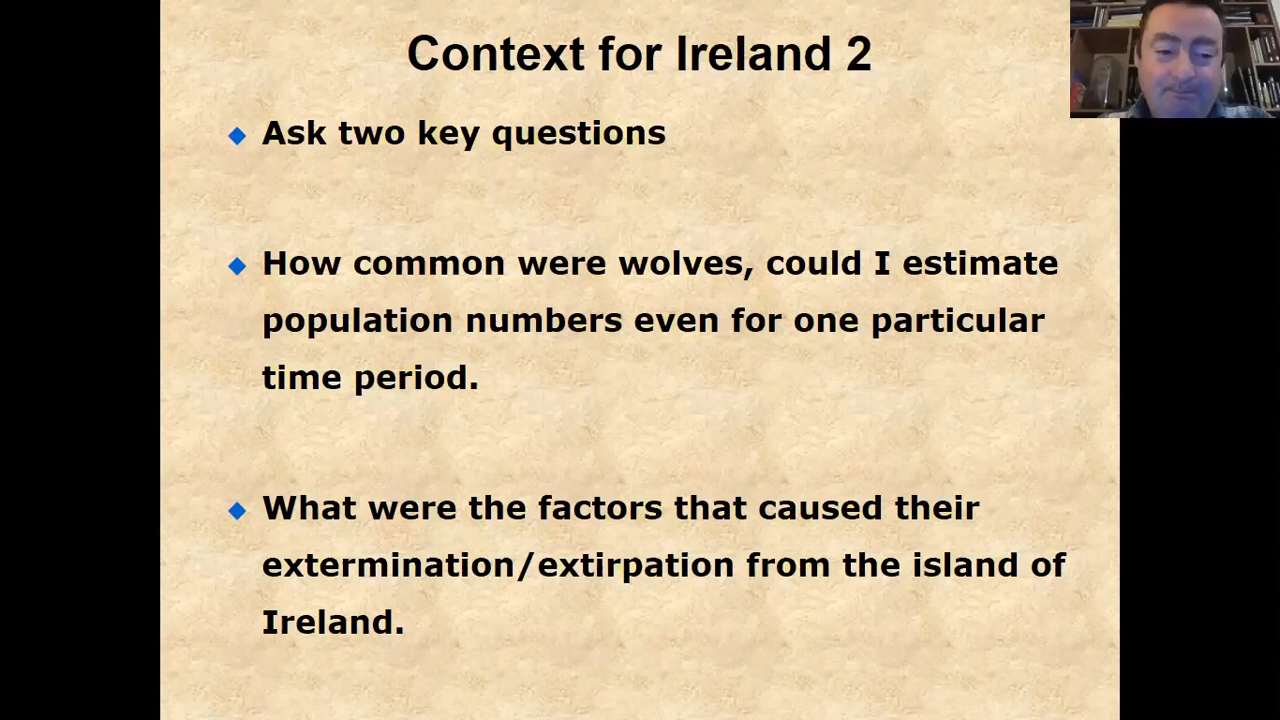 Context for Ireland 2
Ask two key questions
How common were wolves, could I estimate
population numbers even for one particular
time period.
What were the factors that caused their
extermination/extirpation from the island of
Ireland.